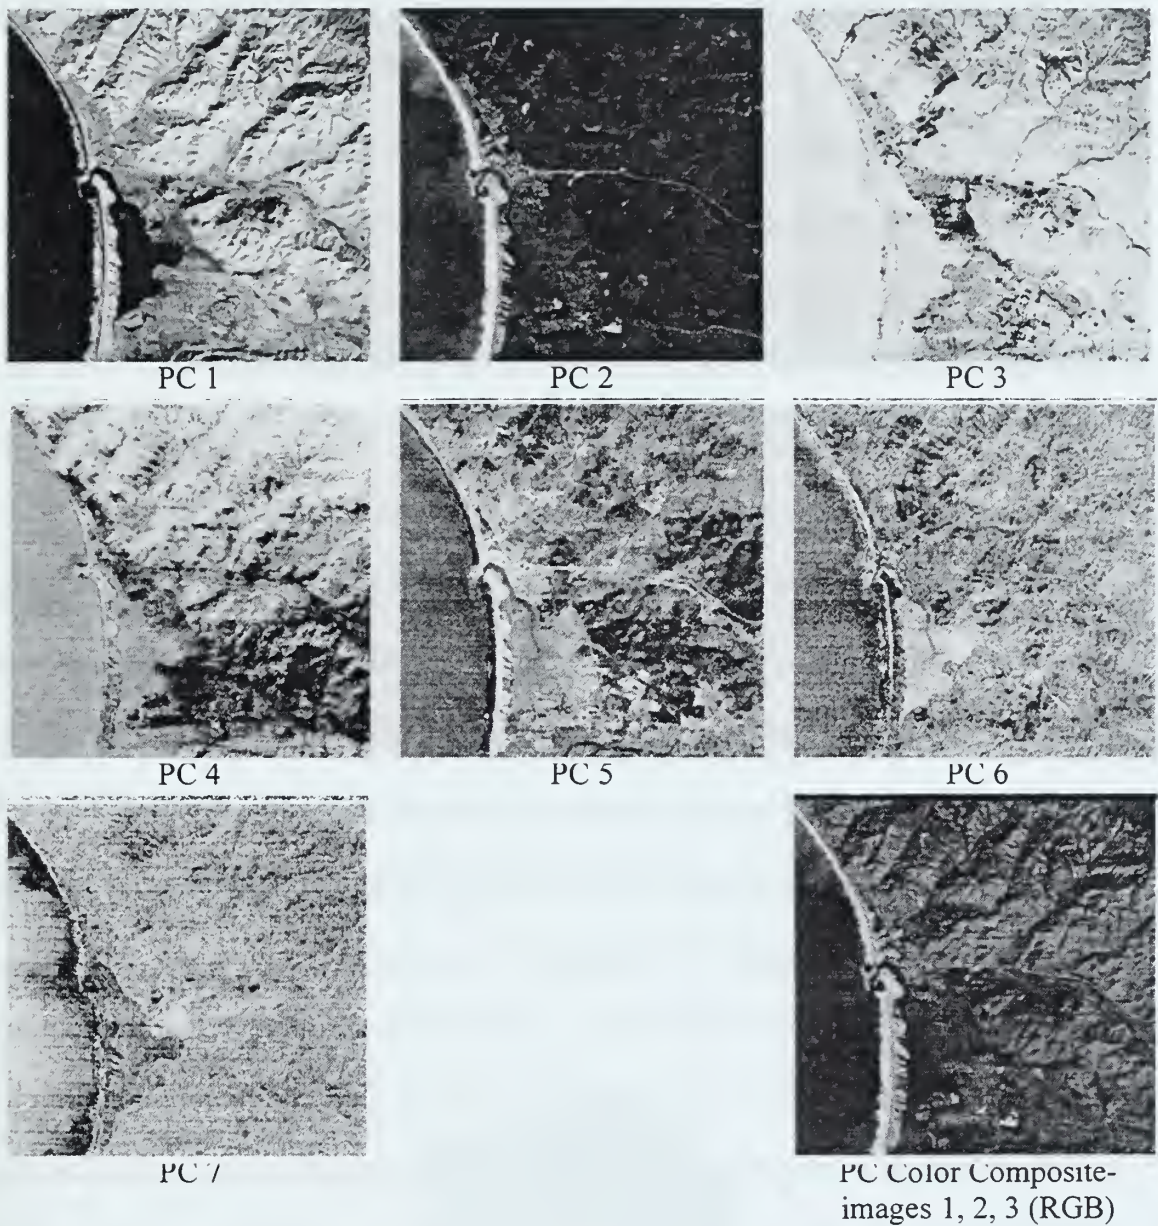 PC 1
PC 2
PC 3
PC 4
PC 5
PC 6
PC 7
PC Color Composite-
images 1, 2, 3 (RGB)